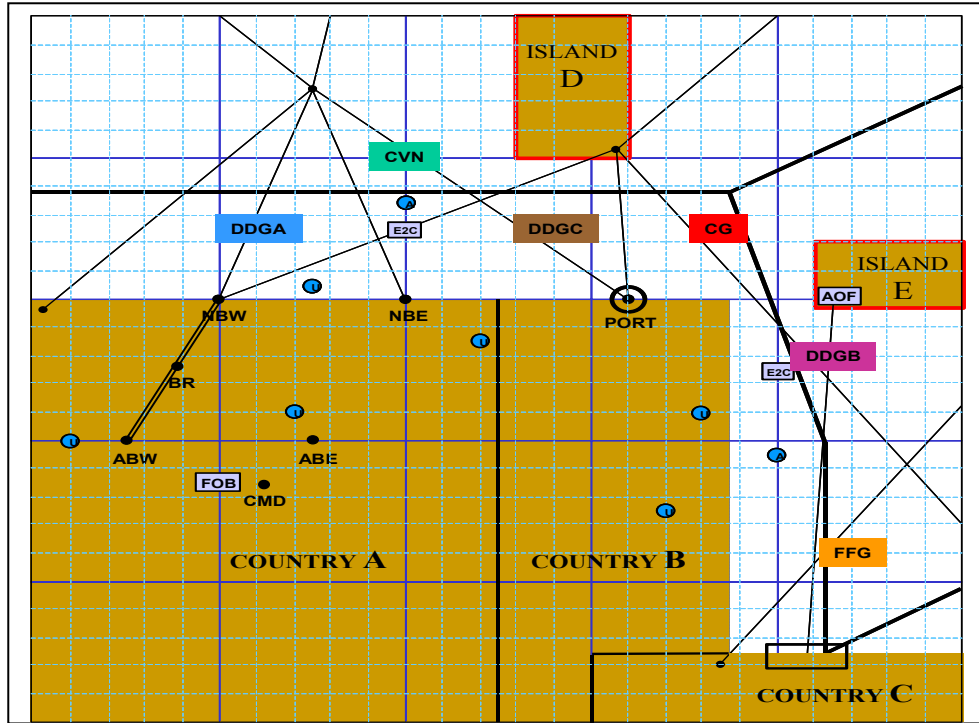 ISLAND
D
CVN
A
DDGA
E2C
DDGC
CG
ISLAND
E
U
AOF
NBW
NBE
PORT
U
DDGB
BR
E2C
U
U
U
ABW
ABE
A
FOB
CMD
U
COUNTRY A
COUNTRY B
FFG
COUNTRY C